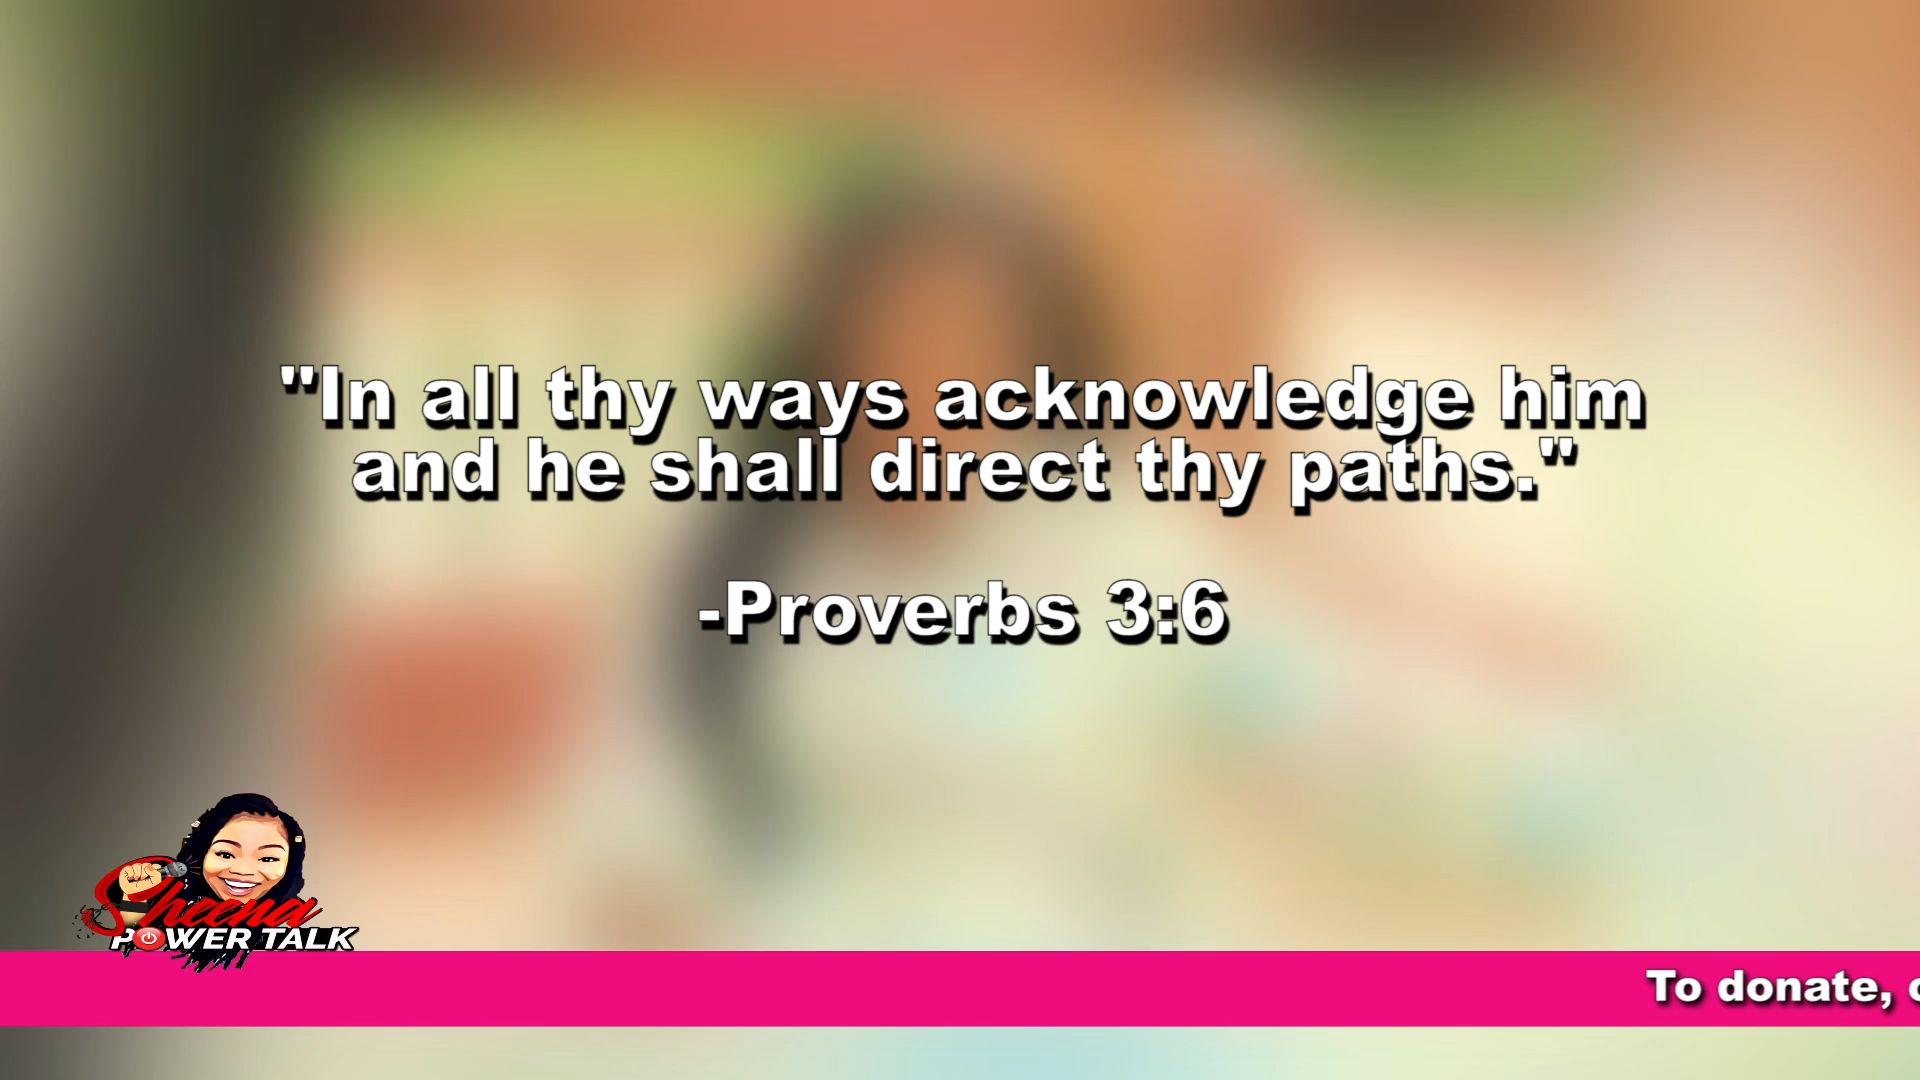 "In all thy ways acknowledge him
and he shall direct thy paths."
-Proverbs 3:6
Sheena
POWER TALK
To donate,